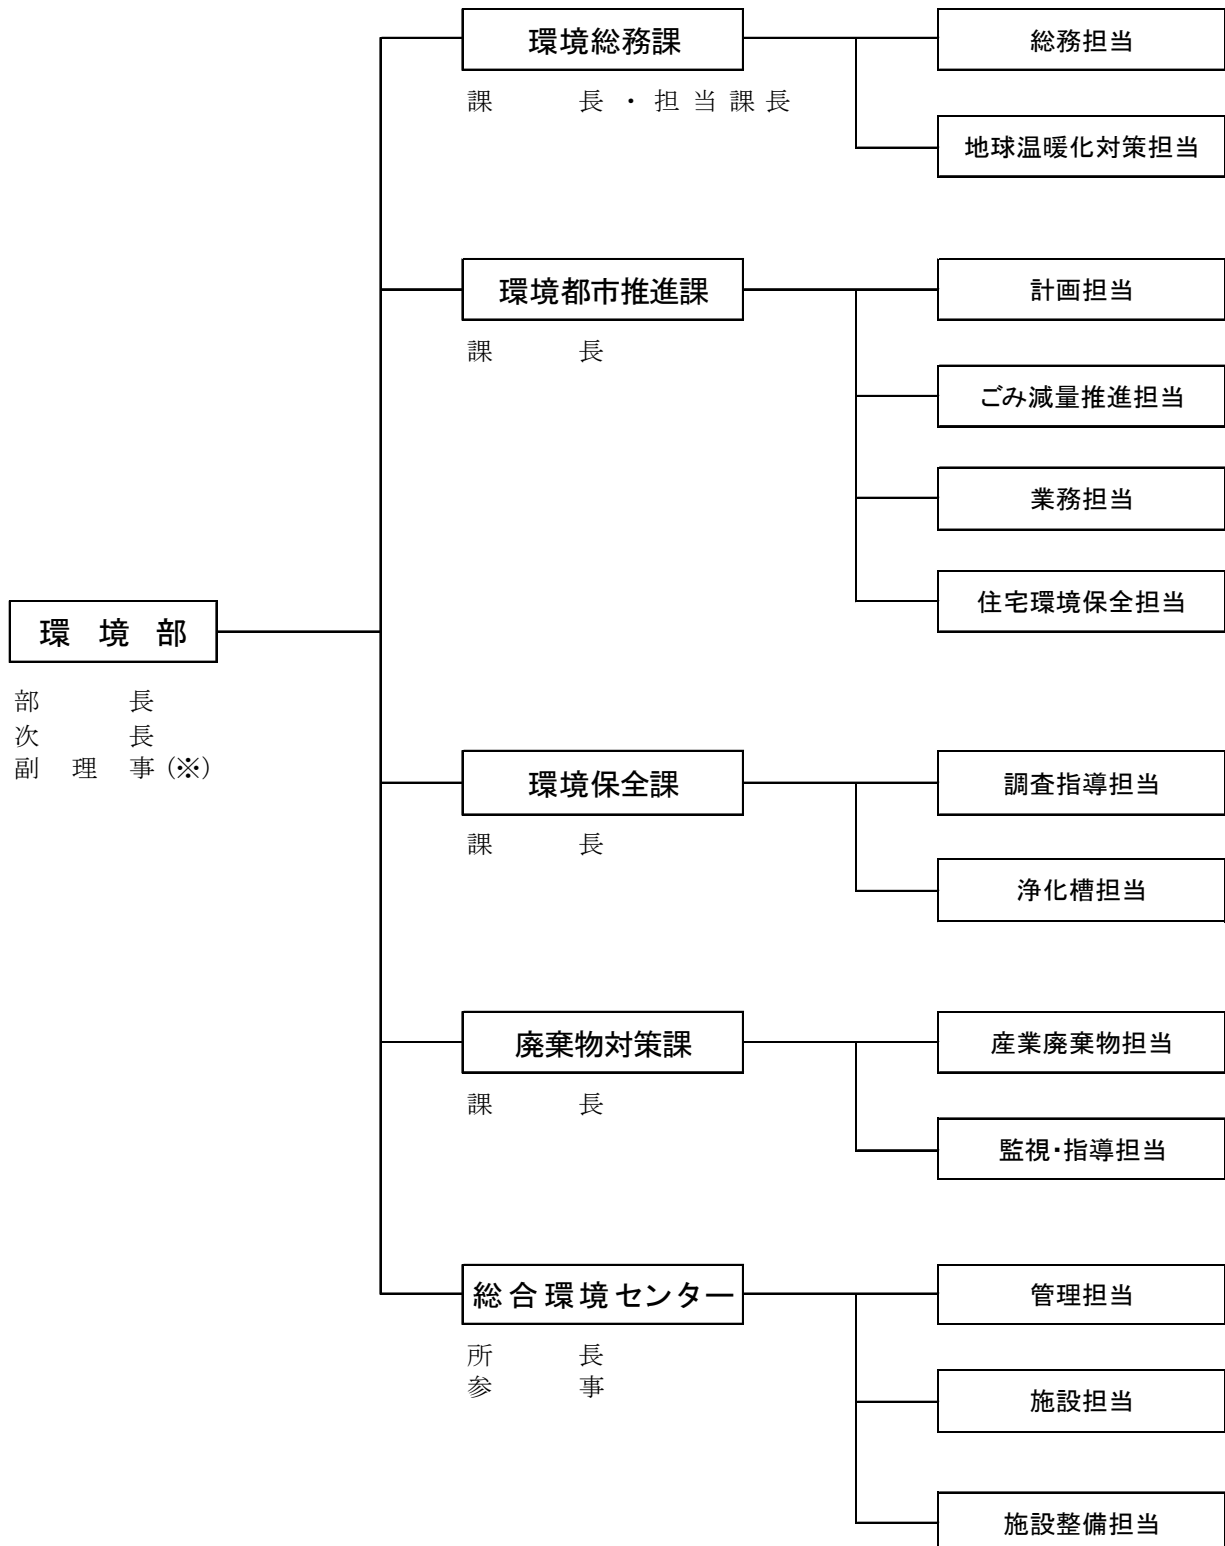 環境部
部長
次長
副理事(※)
環境総務課
課長・担当課長
総務担当
地球温暖化対策担当
環境都市推進課
課長
計画担当
ごみ減量推進担当
業務担当
住宅環境保全担当
環境保全課
課長
調査指導担当
浄化槽担当
廃棄物対策課
課長
産業廃棄物担当
監視・指導担当
総合環境センター
所長
参事
管理担当
施設担当
施設整備担当